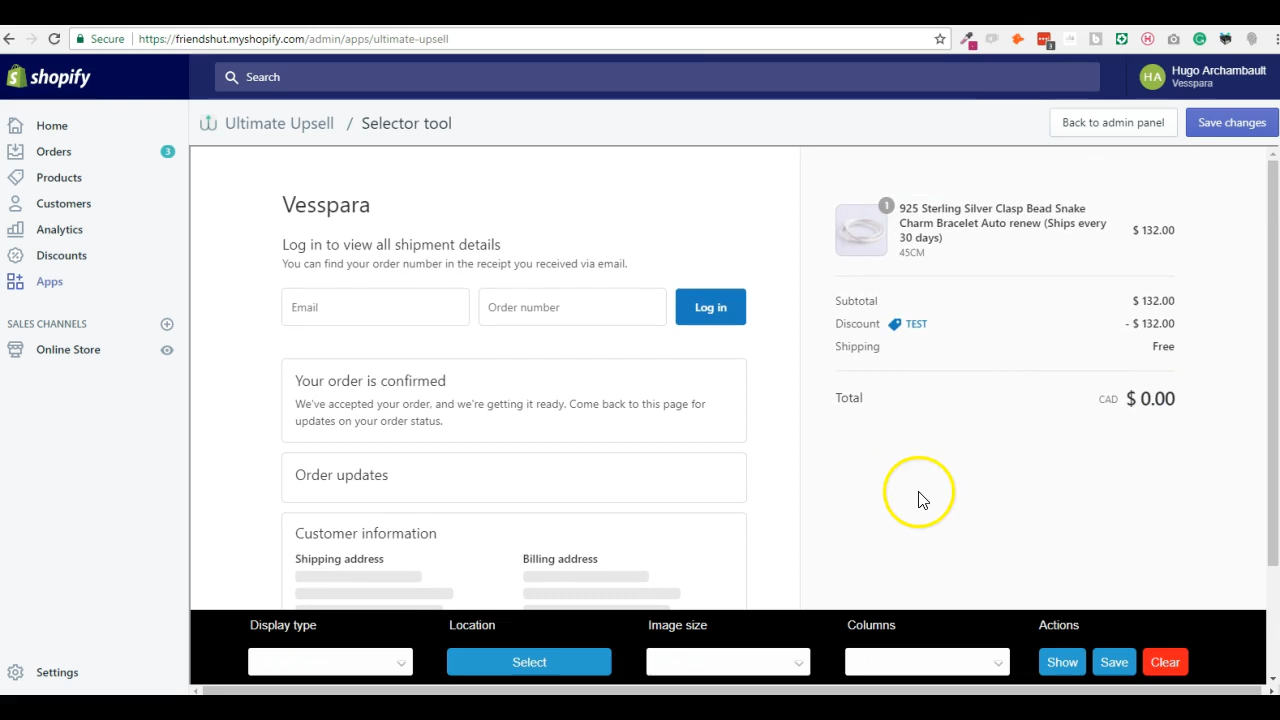 Secure
https://friendshut.myshopify.com/admin/apps/ultimate-upsell
3
shopify
Search
HA
Hugo Archambault
Vesspara
Home
Orders
3
Products
Customers
Analytics
Discounts
Apps
SALES CHANNELS
Online Store
Settings
Ultimate Upsell / Selector tool
Back to admin panel
Save changes
Vesspara
Log in to view all shipment details
You can find your order number in the receipt you received via email.
Email
Order number
Log in
Your order is confirmed
We've accepted your order, and we're getting it ready. Come back to this page for
updates on your order status.
Order updates
Customer information
Shipping address
Billing address
1
925 Sterling Silver Clasp Bead Snake
Charm Bracelet Auto renew (Ships every
30 days)
45CM
$ 132.00
Subtotal
$ 132.00
Discount
TEST
- $ 132.00
Shipping
Free
Total
CAD $ 0.00
Display type
Location
Select
Image size
Columns
Actions
Show
Save
Clear